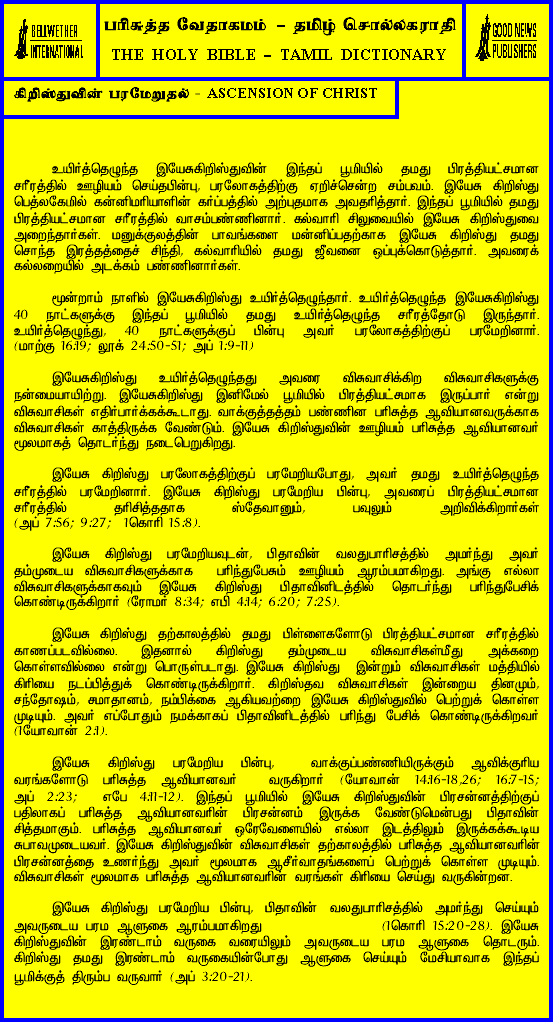 BELLWETHER
INTERNATIONAL
பரிசுத்த வேதாகமம் – தமிழ் சொல்லகராதி
THE HOLY BIBLE – TAMIL DICTIONARY
GOOD NEWS
PUBLISHERS
கிறிஸ்துவின் பரமேறுதல் - ASCENSION OF CHRIST
உயிர்த்தெழுந்த இயேசுகிறிஸ்துவின் இந்தப் பூமியில் தமது பிரத்தியட்சமான
சரீரத்தில் ஊழியம் செய்தபின்பு, பரலோகத்திற்கு ஏறிச்சென்ற சம்பவம். இயேசு கிறிஸ்து
பெத்லகேமில் கன்னிமரியாளின் கர்ப்பத்தில் அற்புதமாக அவதரித்தார். இந்தப் பூமியில் தமது
பிரத்தியட்சமான சரீரத்தில் வாசம்பண்ணினார். கல்வாரி சிலுவையில் இயேசு கிறிஸ்துவை
அறைந்தார்கள். மனுக்குலத்தின் பாவங்களை மன்னிப்பதற்காக இயேசு கிறிஸ்து தமது
சொந்த இரத்தத்தைச் சிந்தி, கல்வாரியில் தமது ஜீவனை ஒப்புக்கொடுத்தார். அவரைக்
கல்லறையில் அடக்கம் பண்ணினார்கள்.
மூன்றாம் நாளில் இயேசுகிறிஸ்து உயிர்த்தெழுந்தார். உயிர்த்தெழுந்த இயேசுகிறிஸ்து
40 நாட்களுக்கு இந்தப் பூமியில் தமது உயிர்த்தெழுந்த சரீரத்தோடு இருந்தார்.
உயிர்த்தெழுந்து, 40 நாட்களுக்குப் பின்பு அவர் பரலோகத்திற்குப் பரமேறினார்.
(மாற்கு 16:19; லூக் 24:50-51; அப் 1:9-11)
இயேசுகிறிஸ்து உயிர்த்தெழுந்தது அவரை விசுவாசிக்கிற விசுவாசிகளுக்கு
நன்மையாயிற்று. இயேசுகிறிஸ்து இனிமேல் பூமியில் பிரத்தியட்சமாக இருப்பார் என்று
விசுவாசிகள் எதிர்பார்க்கக்கூடாது. வாக்குத்தத்தம் பண்ணின பரிசுத்த ஆவியானவருக்காக
விசுவாசிகள் காத்திருக்க வேண்டும். இயேசு கிறிஸ்துவின் ஊழியம் பரிசுத்த ஆவியானவர்
மூலமாகத் தொடர்ந்து நடைபெறுகிறது.
இயேசு கிறிஸ்து பரலோகத்திற்குப் பரமேறியபோது, அவர் தமது உயிர்த்தெழுந்த
சரீரத்தில் பரமேறினார். இயேசு கிறிஸ்து பரமேறிய பின்பு, அவரைப் பிரத்தியட்சமான
சரீரத்தில் தரிசித்ததாக ஸ்தேவானும், பவுலும் அறிவிக்கிறார்கள்
(அப் 7:56; 9:27; 1கொரி 15:8).
இயேசு கிறிஸ்து பரமேறியவுடன், பிதாவின் வலதுபாரிசத்தில் அமர்ந்து அவர்
தம்முடைய விசுவாசிகளுக்காக பரிந்துபேசும் ஊழியம் ஆரம்பமாகிறது. அங்கு எல்லா
விசுவாசிகளுக்காகவும் இயேசு கிறிஸ்து பிதாவினிடத்தில் தொடர்ந்து பரிந்துபேசிக்
கொண்டிருக்கிறார் (ரோமர் 8:34; எபி 4:14; 6:20; 7:25).
இயேசு கிறிஸ்து தற்காலத்தில் தமது பிள்ளைகளோடு பிரத்தியட்சமான சரீரத்தில்
காணப்படவில்லை. இதனால் கிறிஸ்து தம்முடைய விசுவாசிகள்மீது அக்கறை
கொள்ளவில்லை என்று பொருள்படாது. இயேசு கிறிஸ்து இன்றும் விசுவாசிகள் மத்தியில்
கிரியை நடப்பித்துக் கொண்டிருக்கிறார். கிறிஸ்தவ விசுவாசிகள் இன்றைய தினமும்,
சந்தோஷம், சமாதானம், நம்பிக்கை ஆகியவற்றை இயேசு கிறிஸ்துவில் பெற்றுக் கொள்ள
முடியும். அவர் எப்போதும் நமக்காகப் பிதாவினிடத்தில் பரிந்து பேசிக் கொண்டிருக்கிறவர்
(1யோவான் 2:1).
இயேசு கிறிஸ்து பரமேறிய பின்பு, வாக்குப்பண்ணியிருக்கும் ஆவிக்குரிய
வரங்களோடு பரிசுத்த ஆவியானவர் வருகிறார் (யோவான் 14:16-18,26; 16:7-15;
அப் 2:23; எபே 4:11-12). இந்தப் பூமியில் இயேசு கிறிஸ்துவின் பிரசன்னத்திற்குப்
பதிலாகப் பரிசுத்த ஆவியானவரின் பிரசன்னம் இருக்க வேண்டுமென்பது பிதாவின்
சித்தமாகும். பரிசுத்த ஆவியானவர் ஒரேவேளையில் எல்லா இடத்திலும் இருக்கக்கூடிய
சுபாவமுடையவர். இயேசு கிறிஸ்துவின் விசுவாசிகள் தற்காலத்தில் பரிசுத்த ஆவியானவரின்
பிரசன்னத்தை உணர்ந்து அவர் மூலமாக ஆசீர்வாதங்களைப் பெற்றுக் கொள்ள முடியும்.
விசுவாசிகள் மூலமாக பரிசுத்த ஆவியானவரின் வரங்கள் கிரியை செய்து வருகின்றன.
இயேசு கிறிஸ்து பரமேறிய பின்பு, பிதாவின் வலதுபாரிசத்தில் அமர்ந்து செய்யும்
அவருடைய பரம ஆளுகை ஆரம்பமாகிறது (1கொரி 15:20-28). இயேசு
கிறிஸ்துவின் இரண்டாம் வருகை வரையிலும் அவருடைய பரம ஆளுகை தொடரும்.
கிறிஸ்து தமது இரண்டாம் வருகையின்போது ஆளுகை செய்யும் மேசியாவாக இந்தப்
பூமிக்குத் திரும்ப வருவார் (அப் 3:20-21).